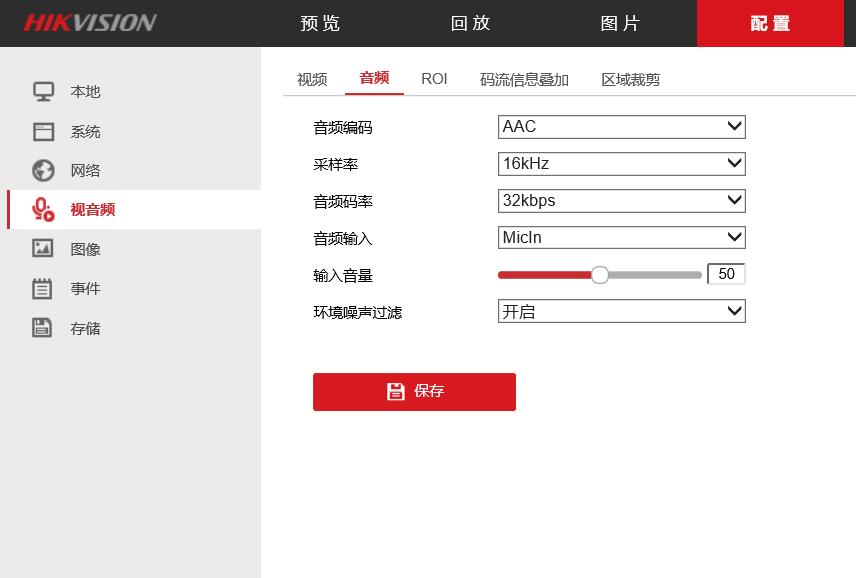 HIKVISION 预览 回放 图片 配置
本地
系统
网络
视音频
图像
事件
存储
视频 音频 ROI 码流信息叠加 区域裁剪
音频编码 AAC
采样率 16kHz
音频码率 32kbps
音频输入 MicIn
输入音量 50
环境噪声过滤 开启
保存